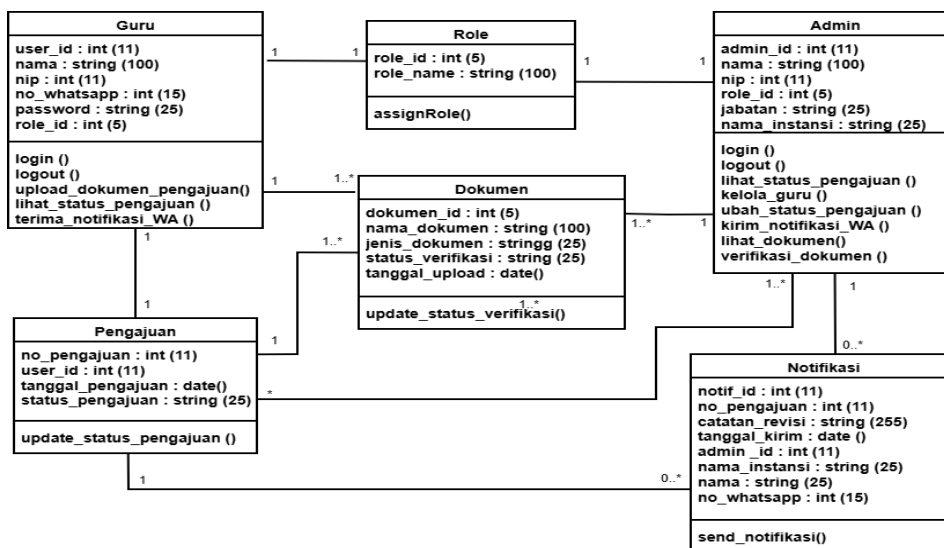 Guru
user_id : int (11)
nama : string (100)
nip : int (11)
no_whatsapp : int (15)
password : string (25)
role_id : int (5)
login ()
logout ()
upload_dokumen_pengajuan()
lihat_status_pengajuan ()
terima_notifikasi_WA ()
1
1
Role
role_id : int (5)
role_name : string (100)
assignRole()
1
1
Admin
admin_id : int (11)
nama : string (100)
nip : int (11)
role_id : int (5)
jabatan : string (25)
nama_instansi : string (25)
login ()
logout ()
lihat_status_pengajuan ()
kelola_guru ()
ubah_status_pengajuan ()
kirim_notifikasi_WA ()
lihat_dokumen()
verifikasi_dokumen ()
1
1..*
Dokumen
dokumen_id : int (5)
nama_dokumen : string (100)
jenis_dokumen : stringg (25)
status_verifikasi : string (25)
tanggal_upload : date()
1..*
update_status_verifikasi()
1..*
1
1
1..*
1
1..*
1
Pengajuan
no_pengajuan : int (11)
user_id : int (11)
tanggal_pengajuan : date()
status_pengajuan : string (25)
update_status_pengajuan ()
1
*
1
0..*
0..*
Notifikasi
notif_id : int (11)
no_pengajuan : int (11)
catatan_revisi : string (255)
tanggal_kirim : date ()
admin _id : int (11)
nama_instansi : string (25)
nama : string (25)
no_whatsapp : int (15)
send_notifikasi()